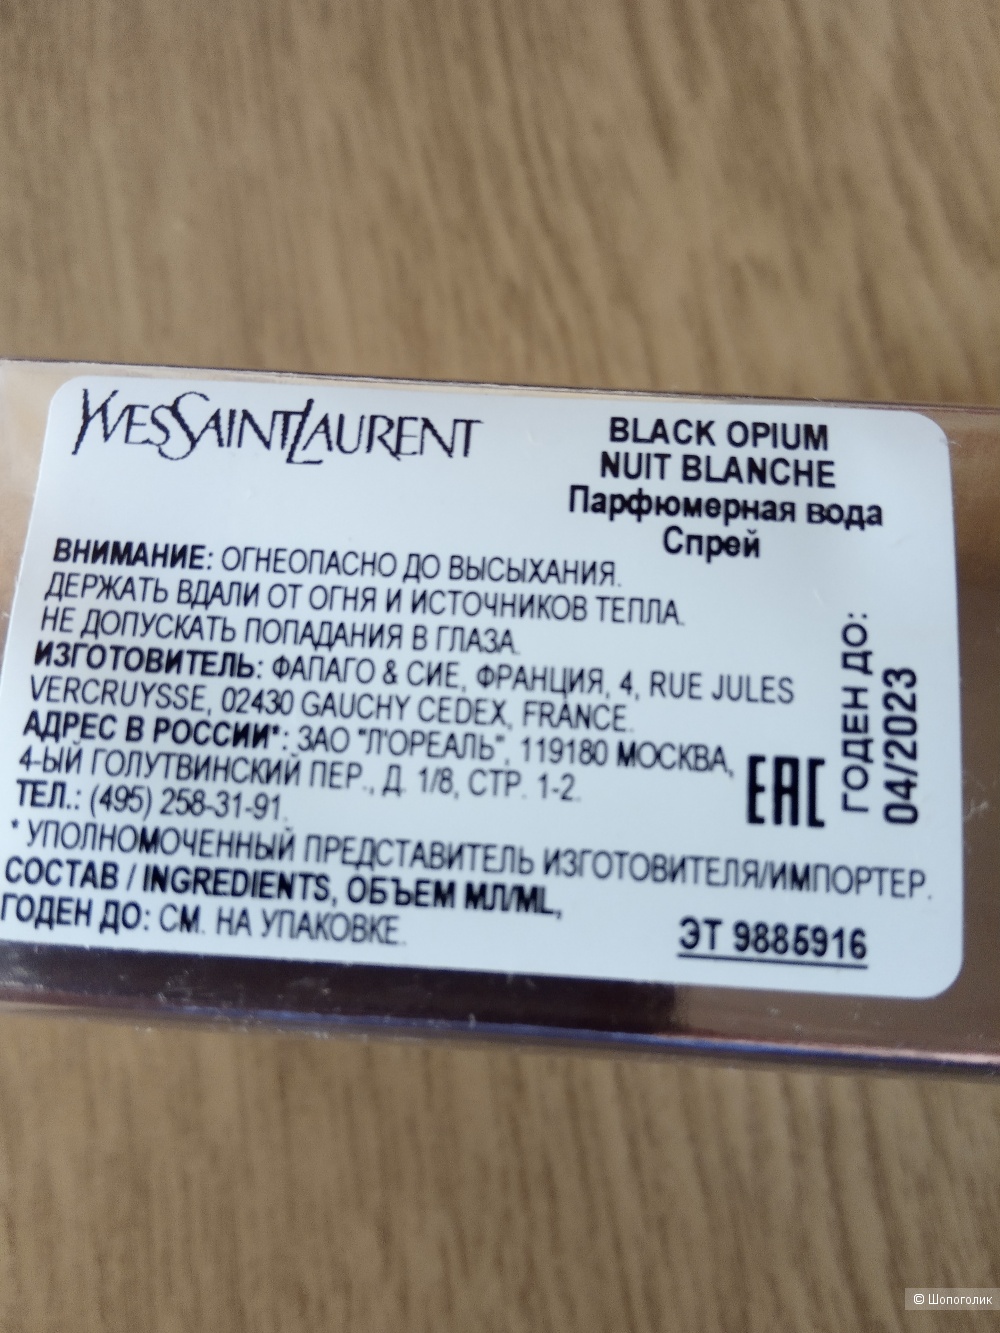 YVESSAINTLAURENT
BLACK OPIUM
NUIT BLANCHE
Парфюмерная вода
Спрей
ВНИМАНИЕ: ОГНЕОПАСНО ДО ВЫСЫХАНИЯ.
ДЕРЖАТЬ ВДАЛИ ОТ ОГНЯ И ИСТОЧНИКОВ ТЕПЛА.
НЕ ДОПУСКАТЬ ПОПАДАНИЯ В ГЛАЗА.
ИЗГОТОВИТЕЛЬ: ФАПАГО & СИЕ, ФРАНЦИЯ, 4, RUE JULES
VERCRUYSSE, 02430 GAUCHY CEDEX, FRANCE.
АДРЕС В РОССИИ*: ЗАО "Л'ОРЕАЛЬ", 119180 МОСКВА,
4-ЫЙ ГОЛУТВИНСКИЙ ПЕР., Д. 1/8, СТР. 1-2.
ТЕЛ.: (495) 258-31-91.
* УПОЛНОМОЧЕННЫЙ ПРЕДСТАВИТЕЛЬ ИЗГОТОВИТЕЛЯ/ИМПОРТЕР.
СОСТАВ / INGREDIENTS, ОБЪЕМ МЛ/ML,
ГОДЕН ДО: СМ. НА УПАКОВКЕ.
EAC
ГОДЕН ДО:
04/2023
ЭТ 9885916
© Шопоголик